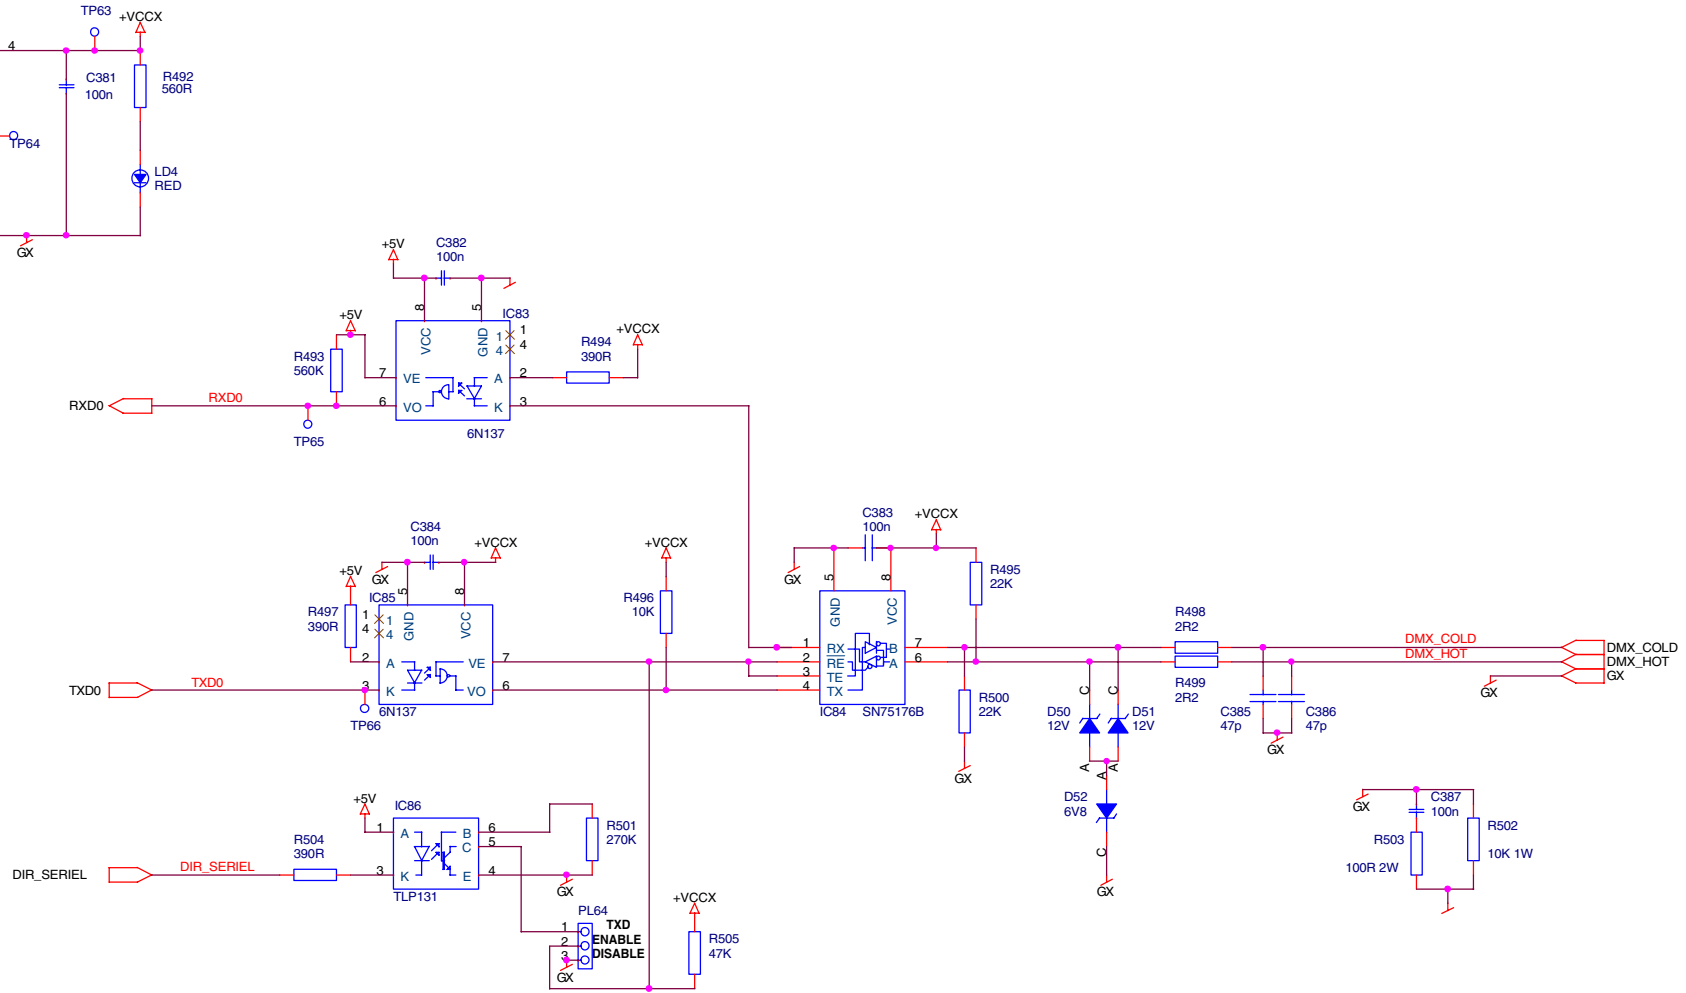 TP63
+VCCX
4
C381
100n
R492
560R
TP64
LD4
RED
GX
+5V
C382
100n
8
5
IC83
+5V
VCC
GND
1
1
4
4
R494
390R
+VCCX
R493
560K
7
VE
A
2
RXD0
RXD0
6
VO
K
3
TP65
6N137
C384
100n
+VCCX
GX
+5V
5
8
IC85
R497
390R
1
1
4
4
GND
VCC
2
A
VE
7
TXD0
TXD0
3
K
VO
6
6N137
TP66
+VCCX
R496
10K
C383
100n
+VCCX
GX
5
8
R495
22K
GND
VCC
1
RX
B
7
2
RE
A
6
3
TE
4
TX
IC84
SN75176B
R500
22K
GX
R498
2R2
R499
2R2
DMX_COLD
DMX_COLD
DMX_HOT
DMX_HOT
GX
GX
C
C
D50
12V
D51
12V
A
A
A
D52
6V8
C
GX
C385
47p
C386
47p
GX
GX
C387
100n
R503
100R 2W
R502
10K 1W
+5V
IC86
1
A
B
6
C
5
R501
270K
DIR_SERIEL
DIR_SERIEL
R504
390R
3
K
E
4
TLP131
GX
PL64
1
TXD
2
ENABLE
3
DISABLE
GX
+VCCX
R505
47K